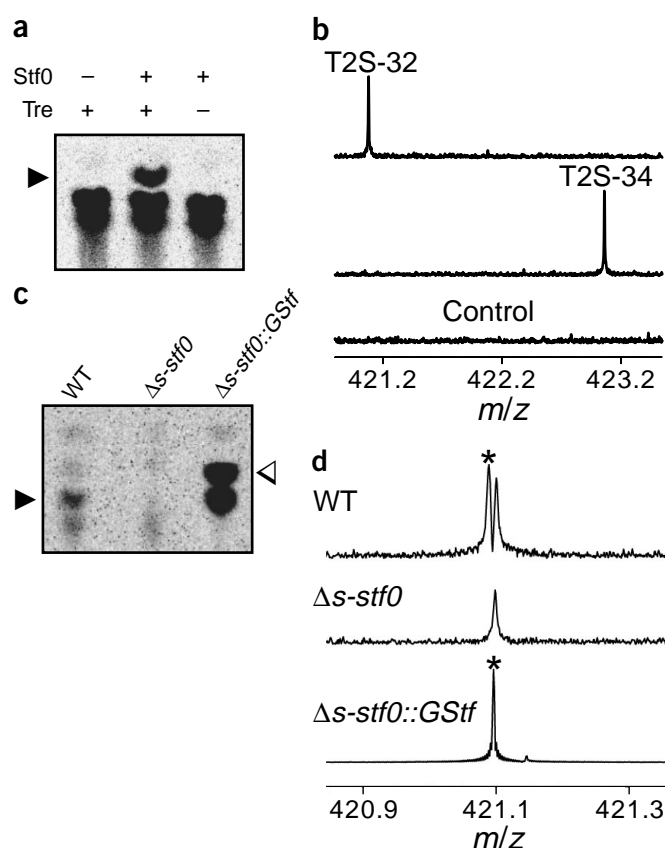 a
Stf0 – + +
Tre + + –
b
T2S-32
T2S-34
Control
421.2 422.2 423.2
m/z
c
WT Δs-stf0 Δs-stf0::GStf
d
*
WT
Δs-stf0
*
Δs-stf0::GStf
420.9 421.1 421.3
m/z